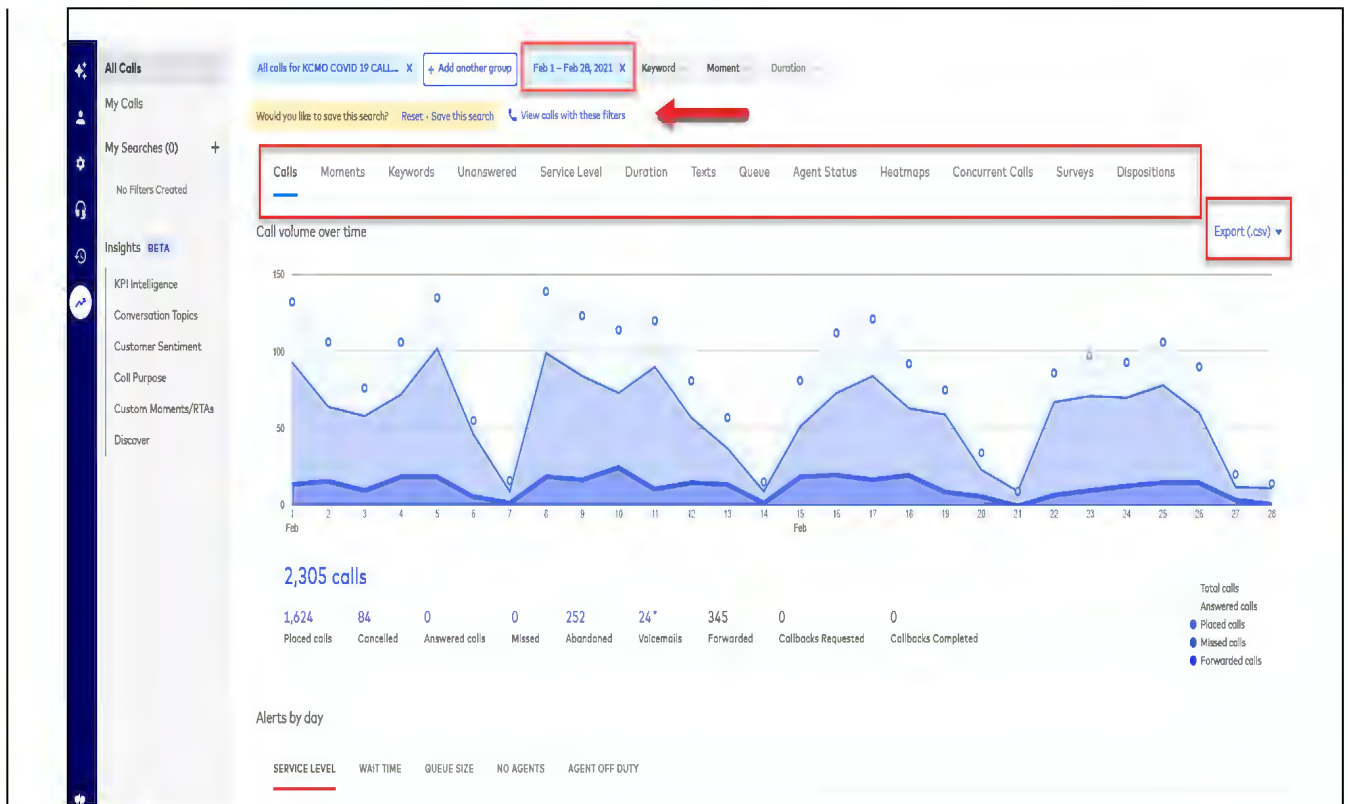 All Calls
My Calls
My Searches (0) +
No Filters Created
Insights BETA
KPI Intelligence
Conversation Topics
Customer Sentiment
Call Purpose
Custom Moments/RTAs
Discover
All calls for KCMO COVID 19 CALL... X + Add another group Feb 1 – Feb 28, 2021 X Keyword Moment Duration
Would you like to save this search? Reset - Save this search View calls with these filters
Calls Moments Keywords Unanswered Service Level Duration Texts Queue Agent Status Heatmaps Concurrent Calls Surveys Dispositions
Call volume over time Export (.csv)
150
100
50
0
1 2 3 4 5 6 7 8 9 10 11 12 13 14 15 16 17 18 19 20 21 22 23 24 25 26 27 28
Feb Feb
2,305 calls
1,624 84 0 0 252 24* 345 0 0
Placed calls Cancelled Answered calls Missed Abandoned Voicemails Forwarded Callbacks Requested Callbacks Completed
Total calls
Answered calls
Placed calls
Missed calls
Forwarded calls
Alerts by day
SERVICE LEVEL WAIT TIME QUEUE SIZE NO AGENTS AGENT OFF DUTY